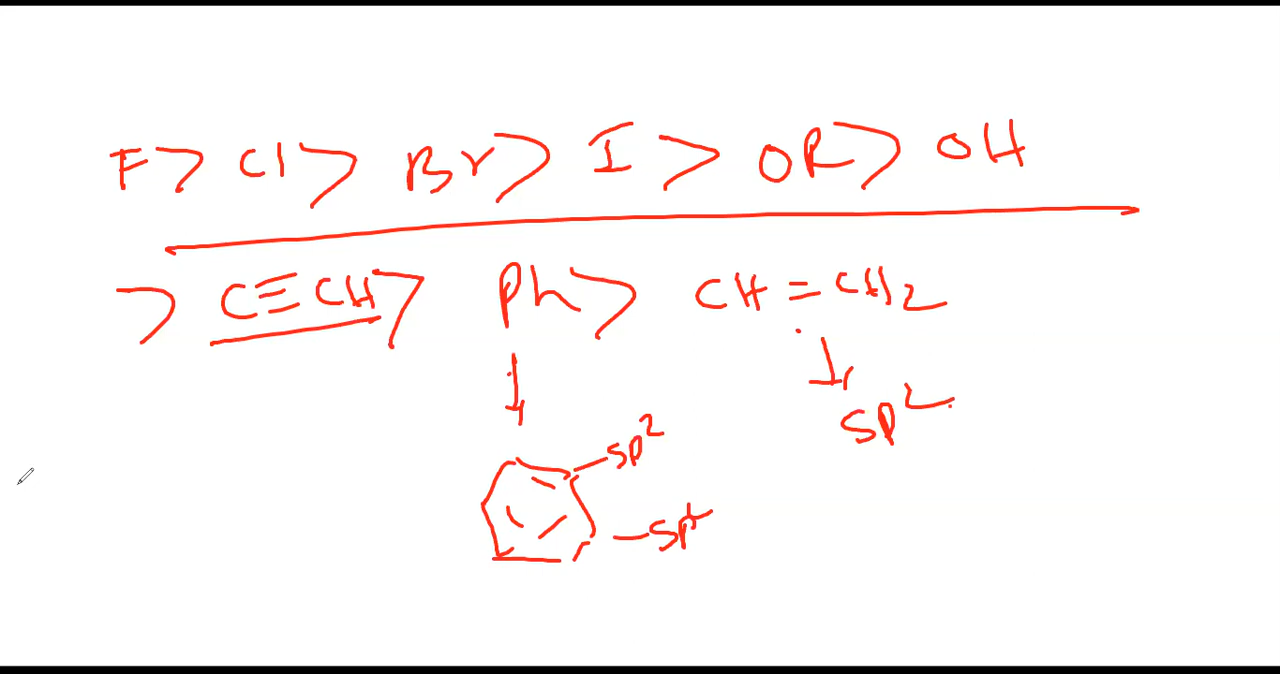 F > Cl > Br > I > OR > OH
> C≡CH > Ph > CH=CH2
SP2
SP2
SP2